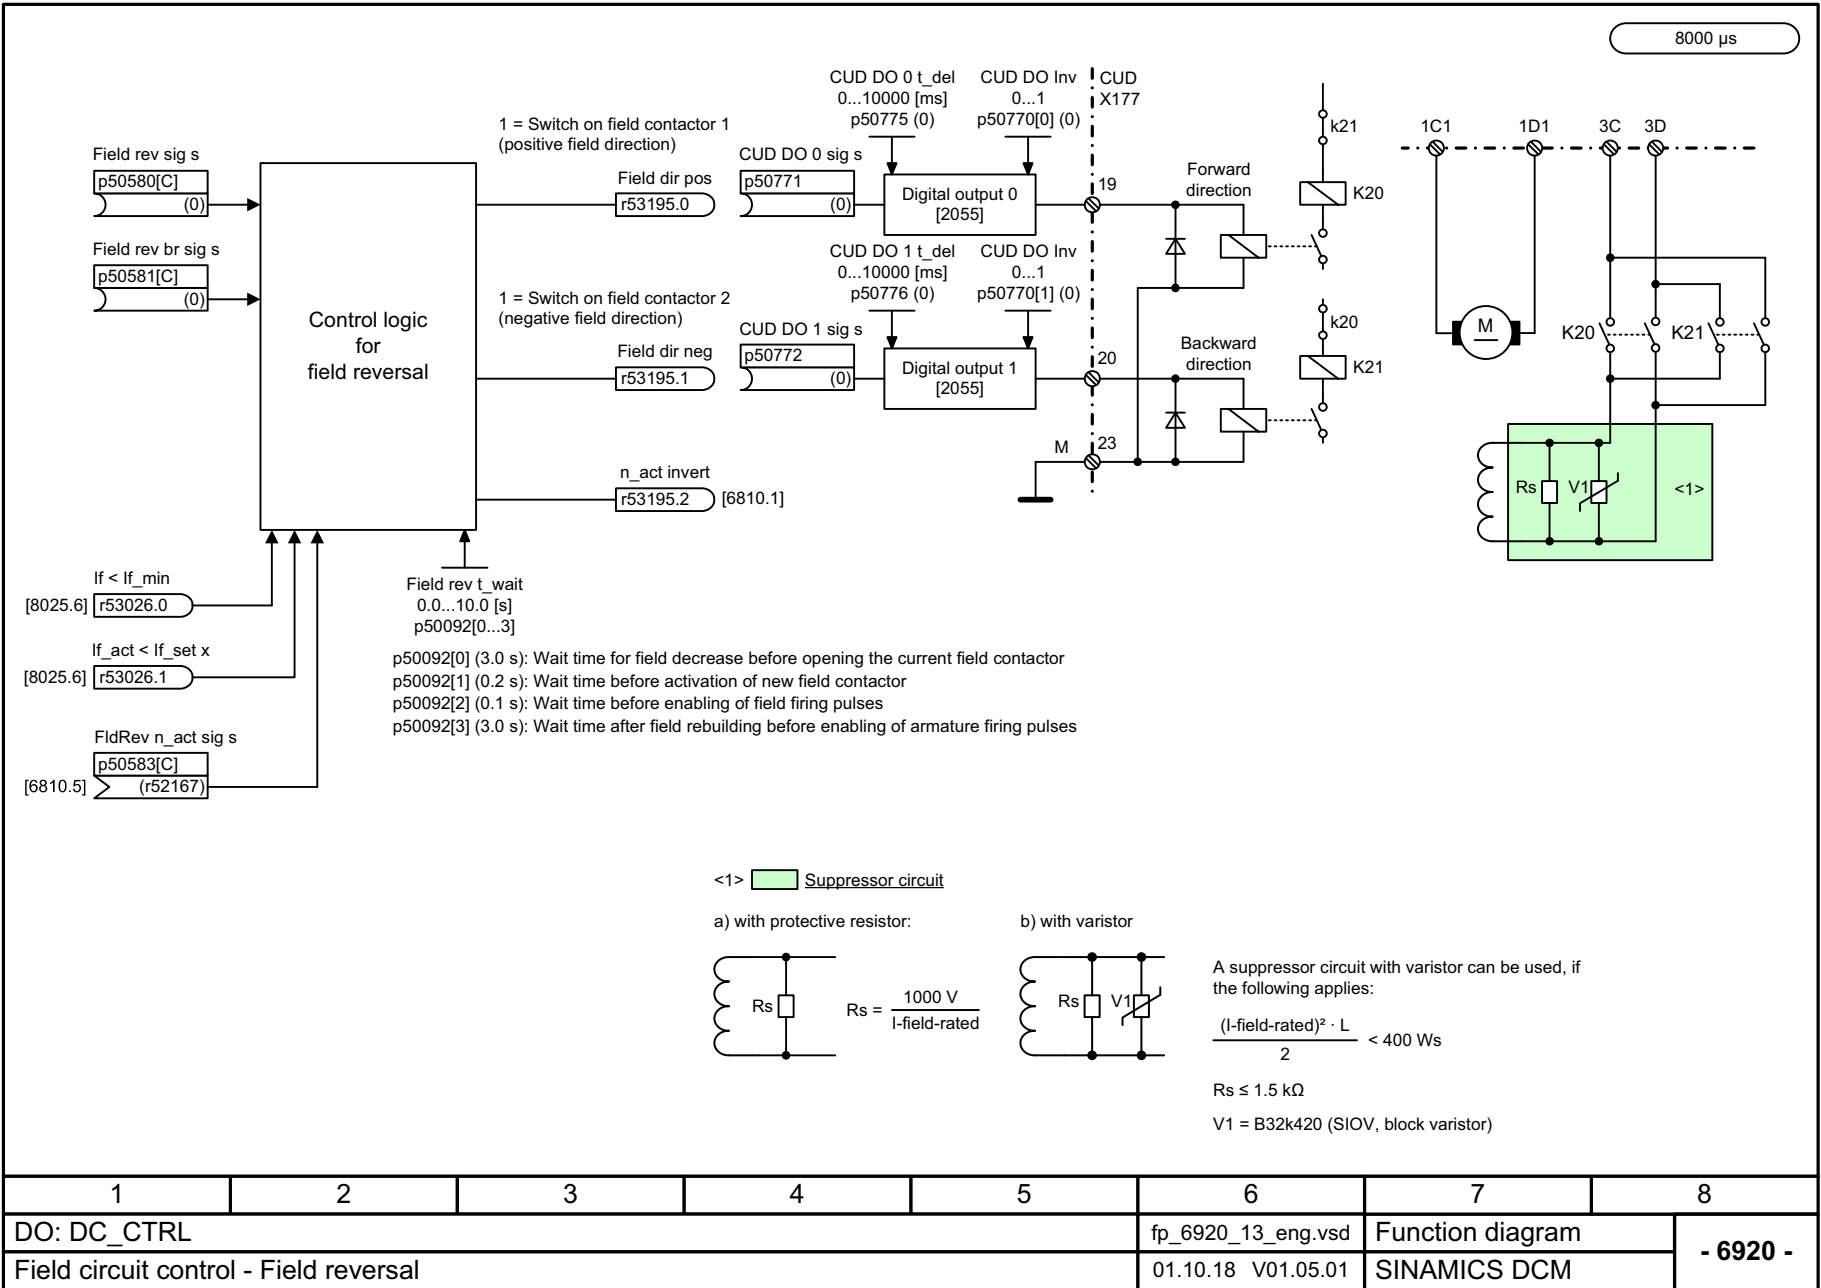 8000 µs
CUD DO 0 t_del
0...10000 [ms]
p50775 (0)
CUD DO Inv
0...1
p50770[0] (0)
CUD
X177
1 = Switch on field contactor 1
(positive field direction)
Field rev sig s
p50580[C]
(0)
Field rev br sig s
p50581[C]
(0)
Control logic
for
field reversal
Field dir pos
r53195.0
CUD DO 0 sig s
p50771
(0)
Digital output 0
[2055]
19
Forward
direction
k21
K20
CUD DO 1 t_del
0...10000 [ms]
p50776 (0)
CUD DO Inv
0...1
p50770[1] (0)
1 = Switch on field contactor 2
(negative field direction)
Field dir neg
r53195.1
CUD DO 1 sig s
p50772
(0)
Digital output 1
[2055]
20
Backward
direction
k20
K21
M
23
n_act invert
r53195.2
[6810.1]
1C1
1D1
3C
3D
M
K20
K21
Rs
V1
<1>
If < If_min
[8025.6]
r53026.0
If_act < If_set x
[8025.6]
r53026.1
FldRev n_act sig s
p50583[C]
[6810.5]
(r52167)
Field rev t_wait
0.0...10.0 [s]
p50092[0...3]
p50092[0] (3.0 s): Wait time for field decrease before opening the current field contactor
p50092[1] (0.2 s): Wait time before activation of new field contactor
p50092[2] (0.1 s): Wait time before enabling of field firing pulses
p50092[3] (3.0 s): Wait time after field rebuilding before enabling of armature firing pulses
<1> Suppressor circuit
a) with protective resistor:
Rs
Rs =
1000 V
I-field-rated
b) with varistor
Rs
V1
A suppressor circuit with varistor can be used, if
the following applies:
(I-field-rated)² · L
2
< 400 Ws
Rs ≤ 1.5 kΩ
V1 = B32k420 (SIOV, block varistor)
1 2 3 4 5 6 7 8
DO: DC_CTRL
fp_6920_13_eng.vsd
Function diagram
- 6920 -
Field circuit control - Field reversal
01.10.18 V01.05.01
SINAMICS DCM